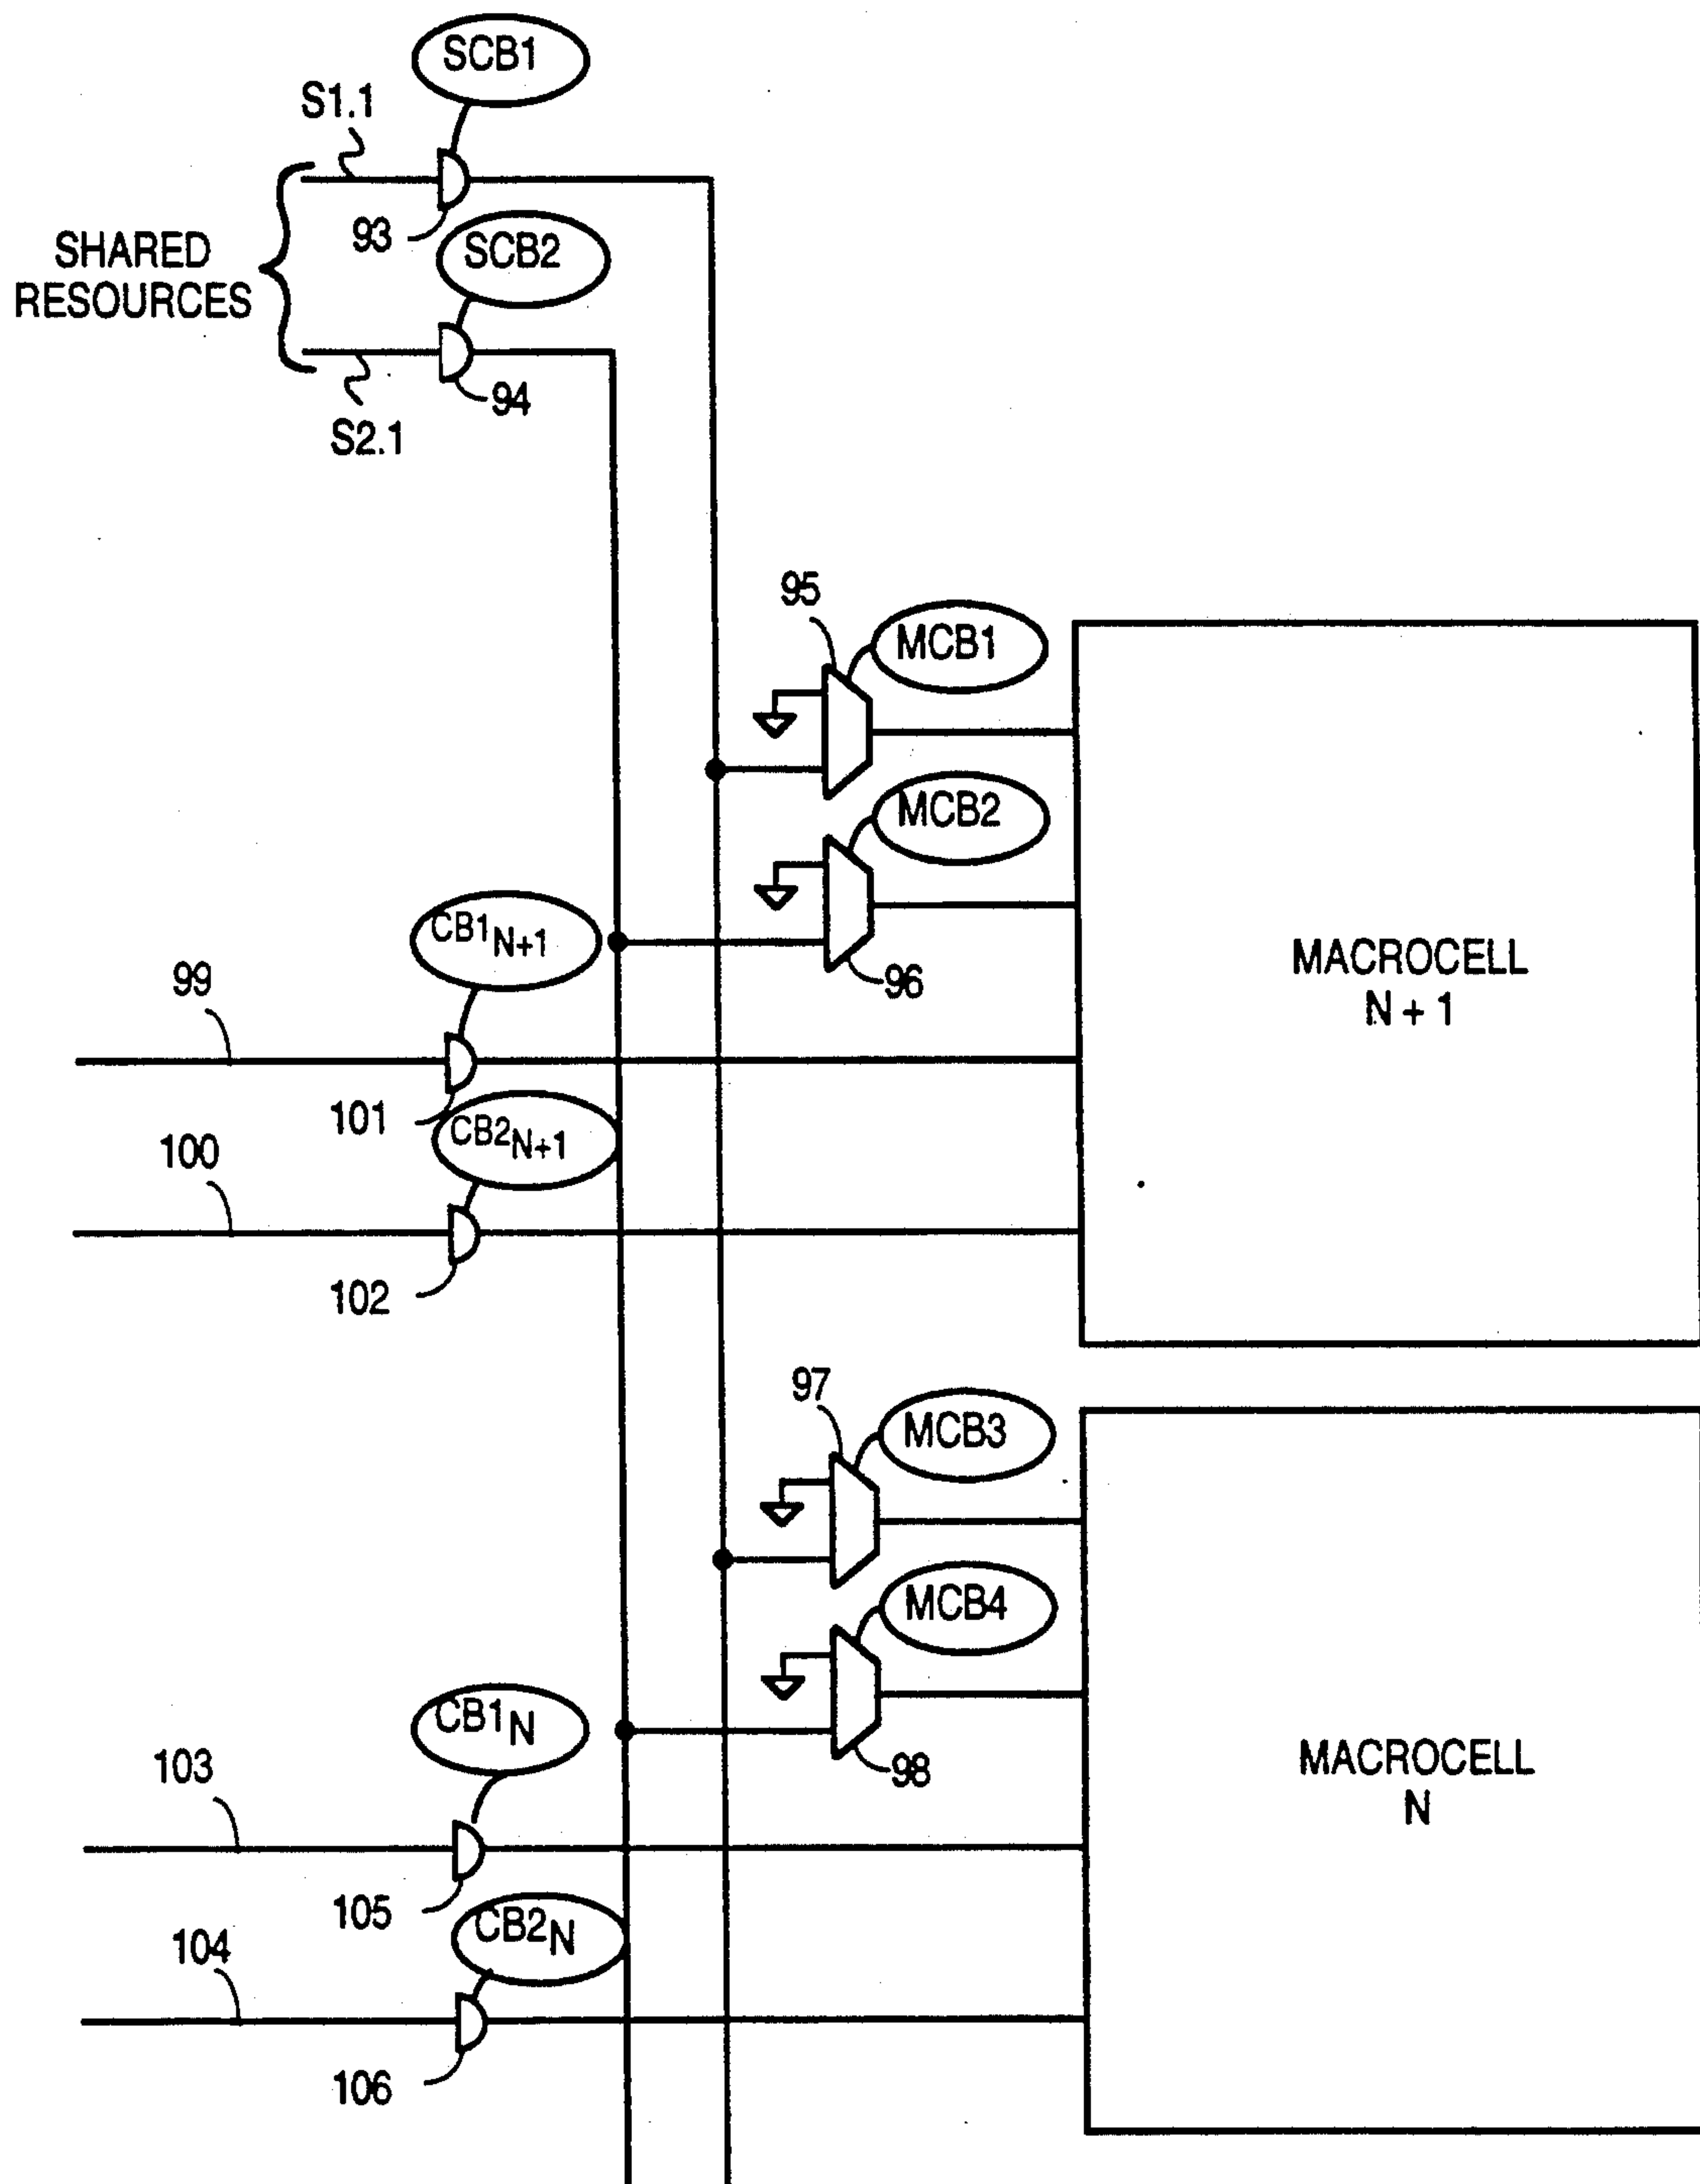 SCB1
S1.1
93
SCB2
SHARED
RESOURCES
94
S2.1
95
MCB1
MCB2
CB1N+1
96
MACROCELL
N + 1
99
101
CB2N+1
100
102
97
MCB3
MCB4
CB1N
98
MACROCELL
N
103
105
CB2N
104
106